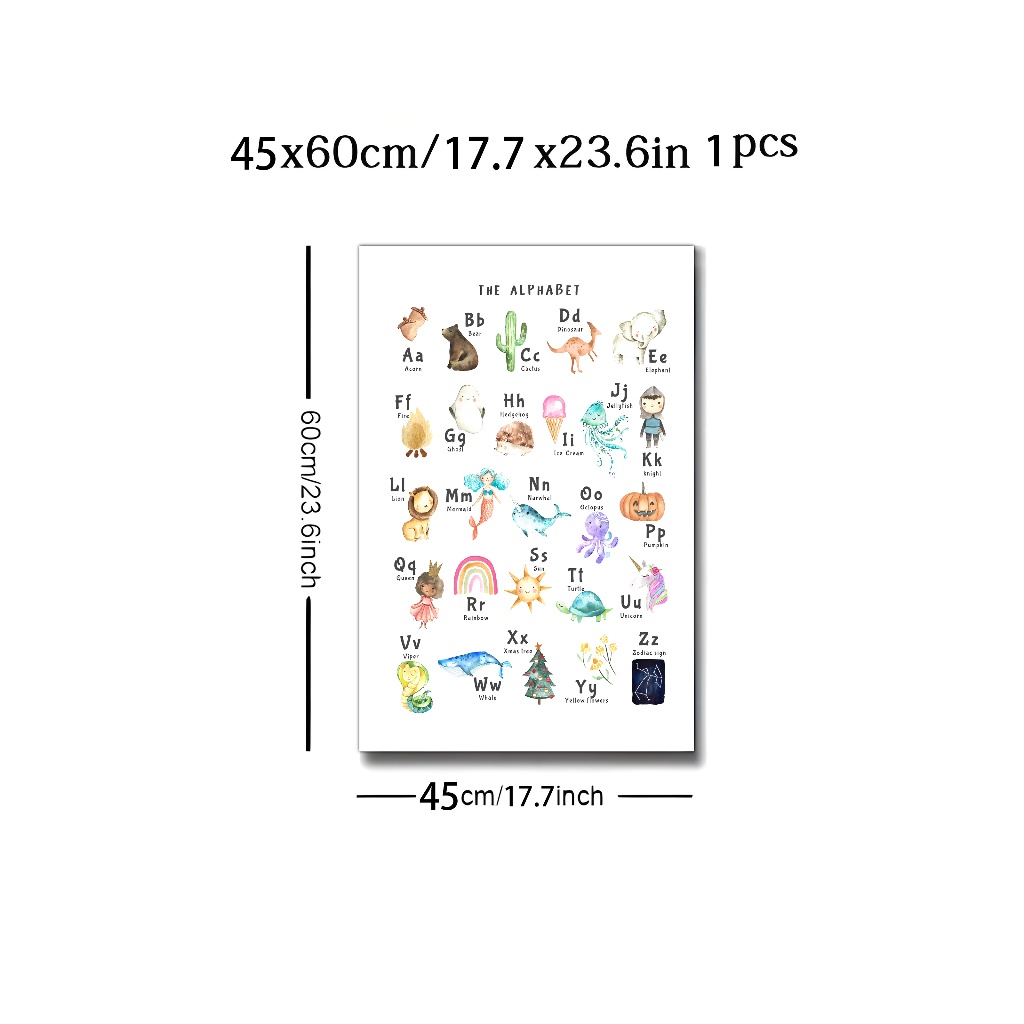 45x60cm/17.7 x23.6in 1pcs
60cm/23.6inch
THE ALPHABET
Aa
Acorn
Bb
Bear
Cc
Cactus
Dd
Dinosaur
Ee
Elephant
Ff
Fire
Gg
Ghost
Hh
Hedgehog
Ii
Ice Cream
Jj
Jellyfish
Kk
knight
Ll
Lion
Mm
Mermaid
Nn
Narwhal
Oo
Octopus
Pp
Pumpkin
Qq
Queen
Rr
Rainbow
Ss
Sun
Tt
Turtle
Uu
Unicorn
Vv
Viper
Ww
Whale
Xx
Xmas tree
Yy
Yellow flowers
Zz
Zodiac sign
45cm/17.7inch